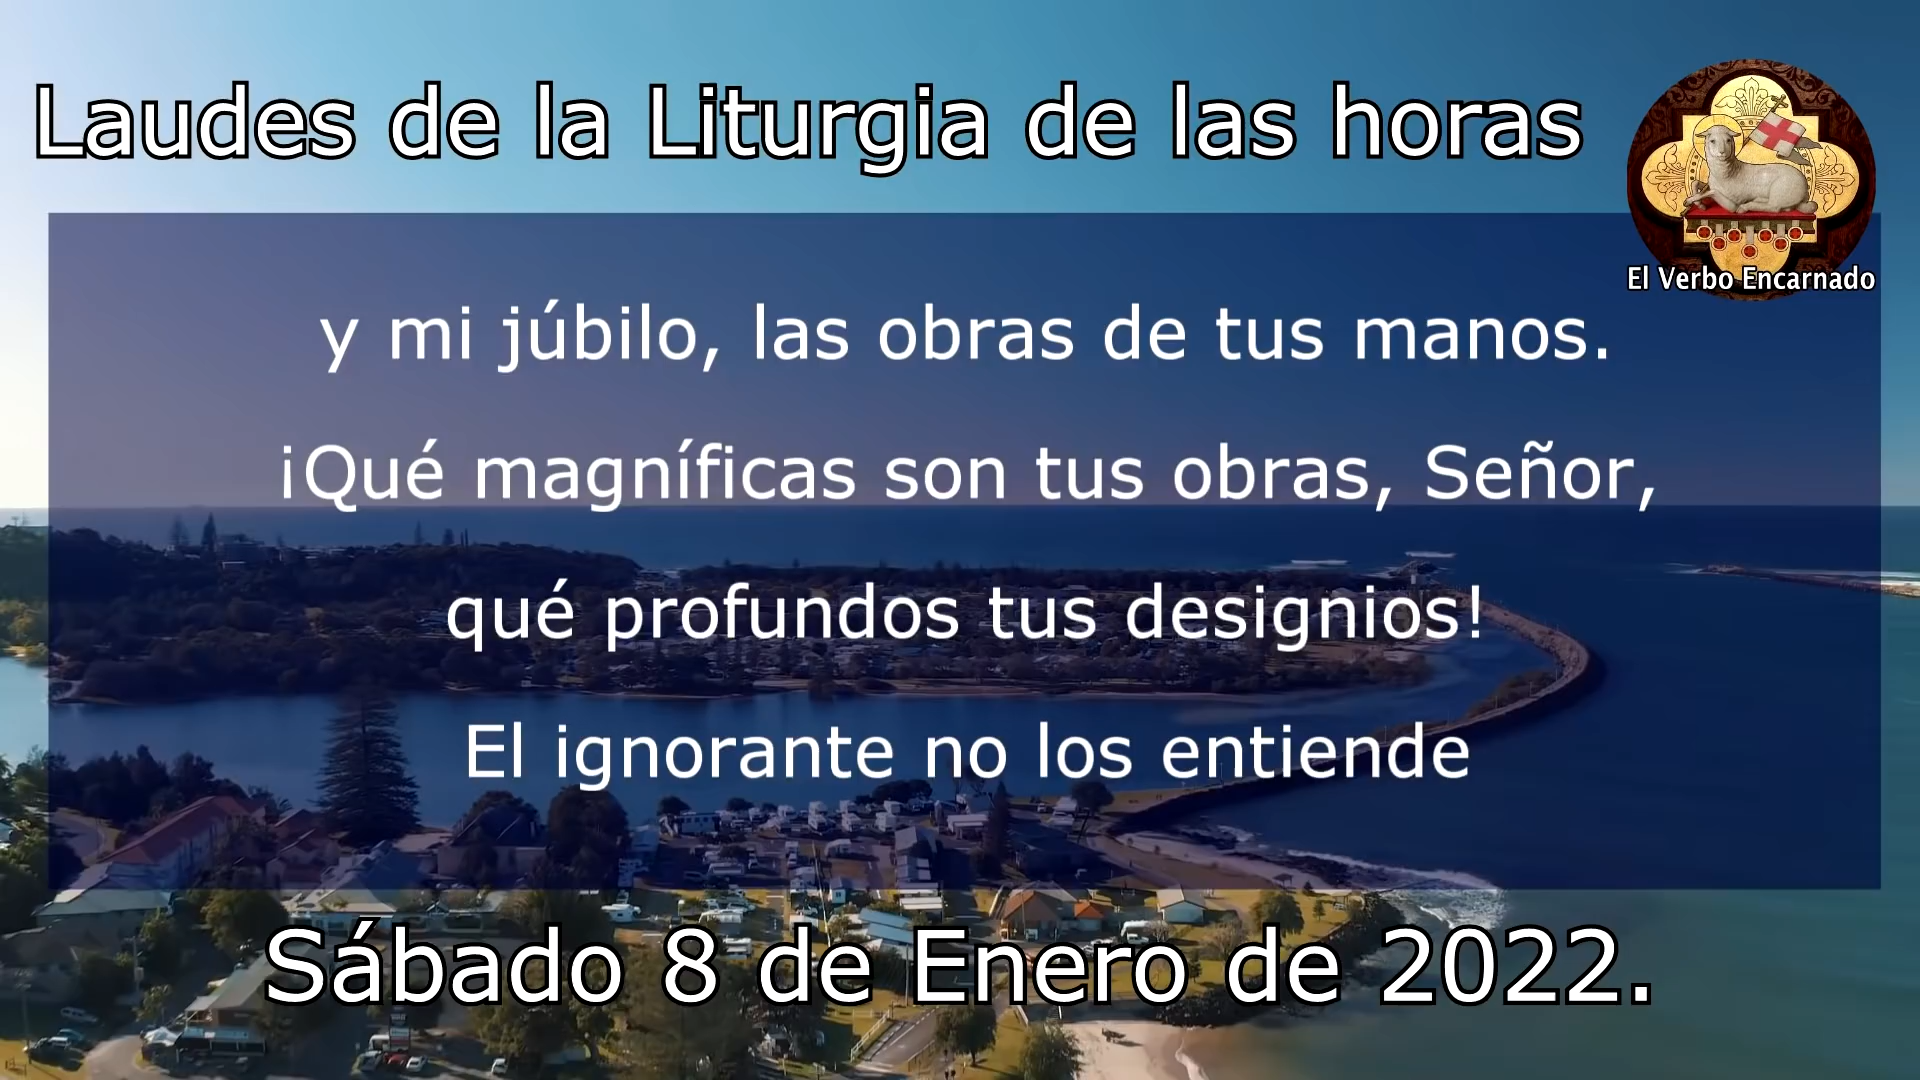 Laudes de la Liturgia de las horas
El Verbo Encarnado
y mi júbilo, las obras de tus manos.
¡Qué magníficas son tus obras, Señor,
qué profundos tus designios!
El ignorante no los entiende
Sábado 8 de Enero de 2022.